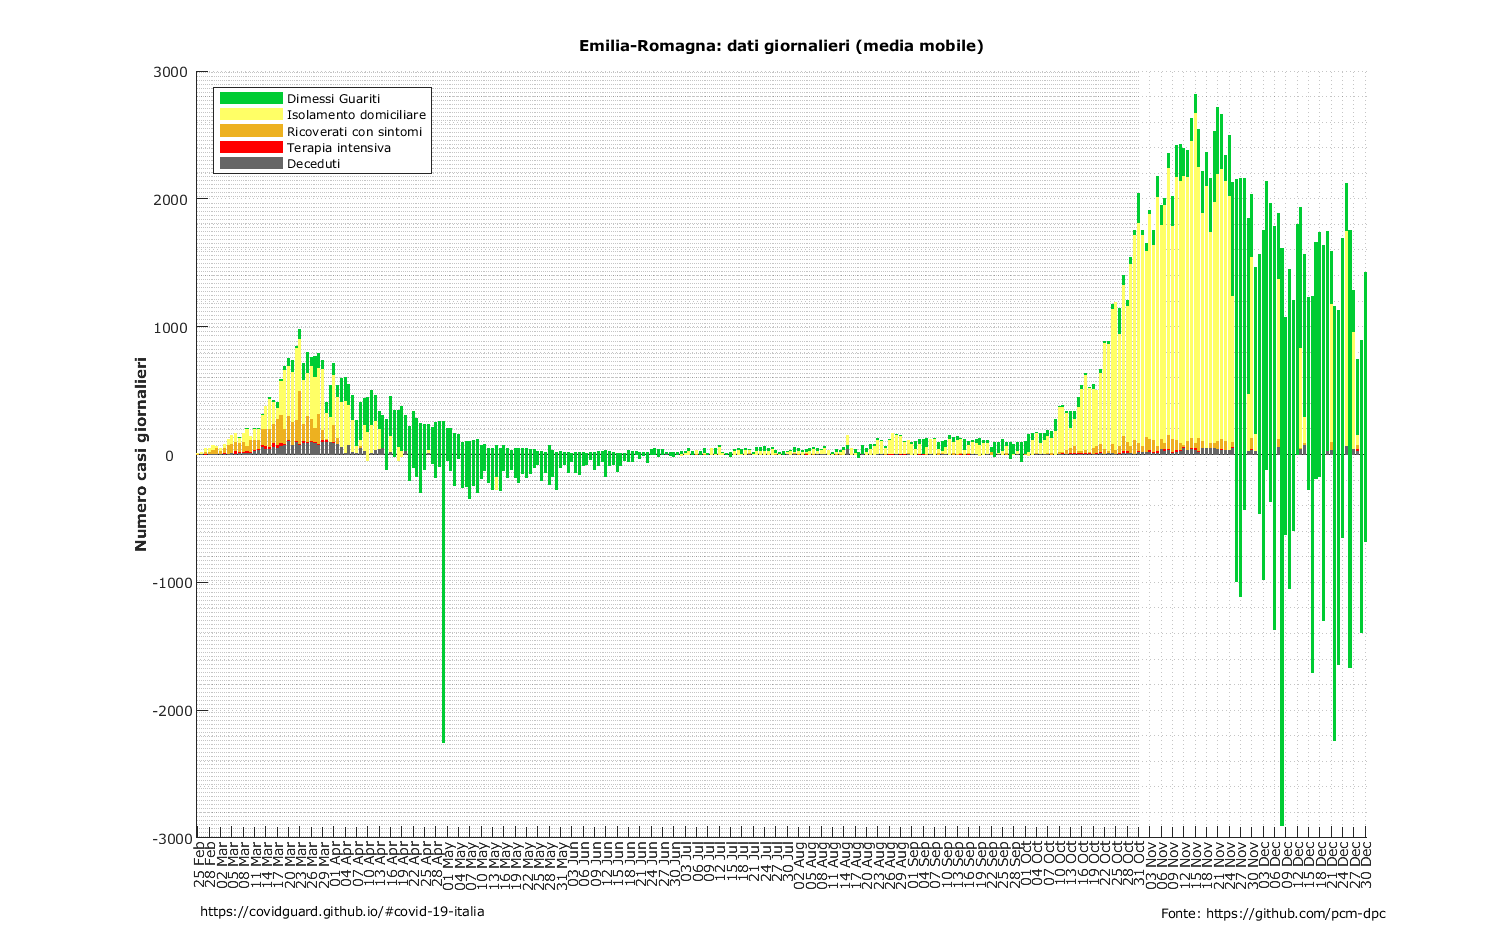 Emilia-Romagna: dati giornalieri (media mobile)
Dimessi Guariti
Isolamento domiciliare
Ricoverati con sintomi
Terapia intensiva
Deceduti
Numero casi giornalieri
3000
2000
1000
0
-1000
-2000
-3000
25 Feb
28 Feb
02 Mar
05 Mar
08 Mar
11 Mar
14 Mar
17 Mar
20 Mar
23 Mar
26 Mar
29 Mar
01 Apr
04 Apr
07 Apr
10 Apr
13 Apr
16 Apr
19 Apr
22 Apr
25 Apr
28 Apr
01 May
04 May
07 May
10 May
13 May
16 May
19 May
22 May
25 May
28 May
31 May
03 Jun
06 Jun
09 Jun
12 Jun
15 Jun
18 Jun
21 Jun
24 Jun
27 Jun
30 Jun
03 Jul
06 Jul
09 Jul
12 Jul
15 Jul
18 Jul
21 Jul
24 Jul
27 Jul
30 Jul
02 Aug
05 Aug
08 Aug
11 Aug
14 Aug
17 Aug
20 Aug
23 Aug
26 Aug
29 Aug
01 Sep
04 Sep
07 Sep
10 Sep
13 Sep
16 Sep
19 Sep
22 Sep
25 Sep
28 Sep
01 Oct
04 Oct
07 Oct
10 Oct
13 Oct
16 Oct
19 Oct
22 Oct
25 Oct
28 Oct
31 Oct
03 Nov
06 Nov
09 Nov
12 Nov
15 Nov
18 Nov
21 Nov
24 Nov
27 Nov
30 Nov
03 Dec
06 Dec
09 Dec
12 Dec
15 Dec
18 Dec
21 Dec
24 Dec
27 Dec
30 Dec
https://covidguard.github.io/#covid-19-italia
Fonte: https://github.com/pcm-dpc